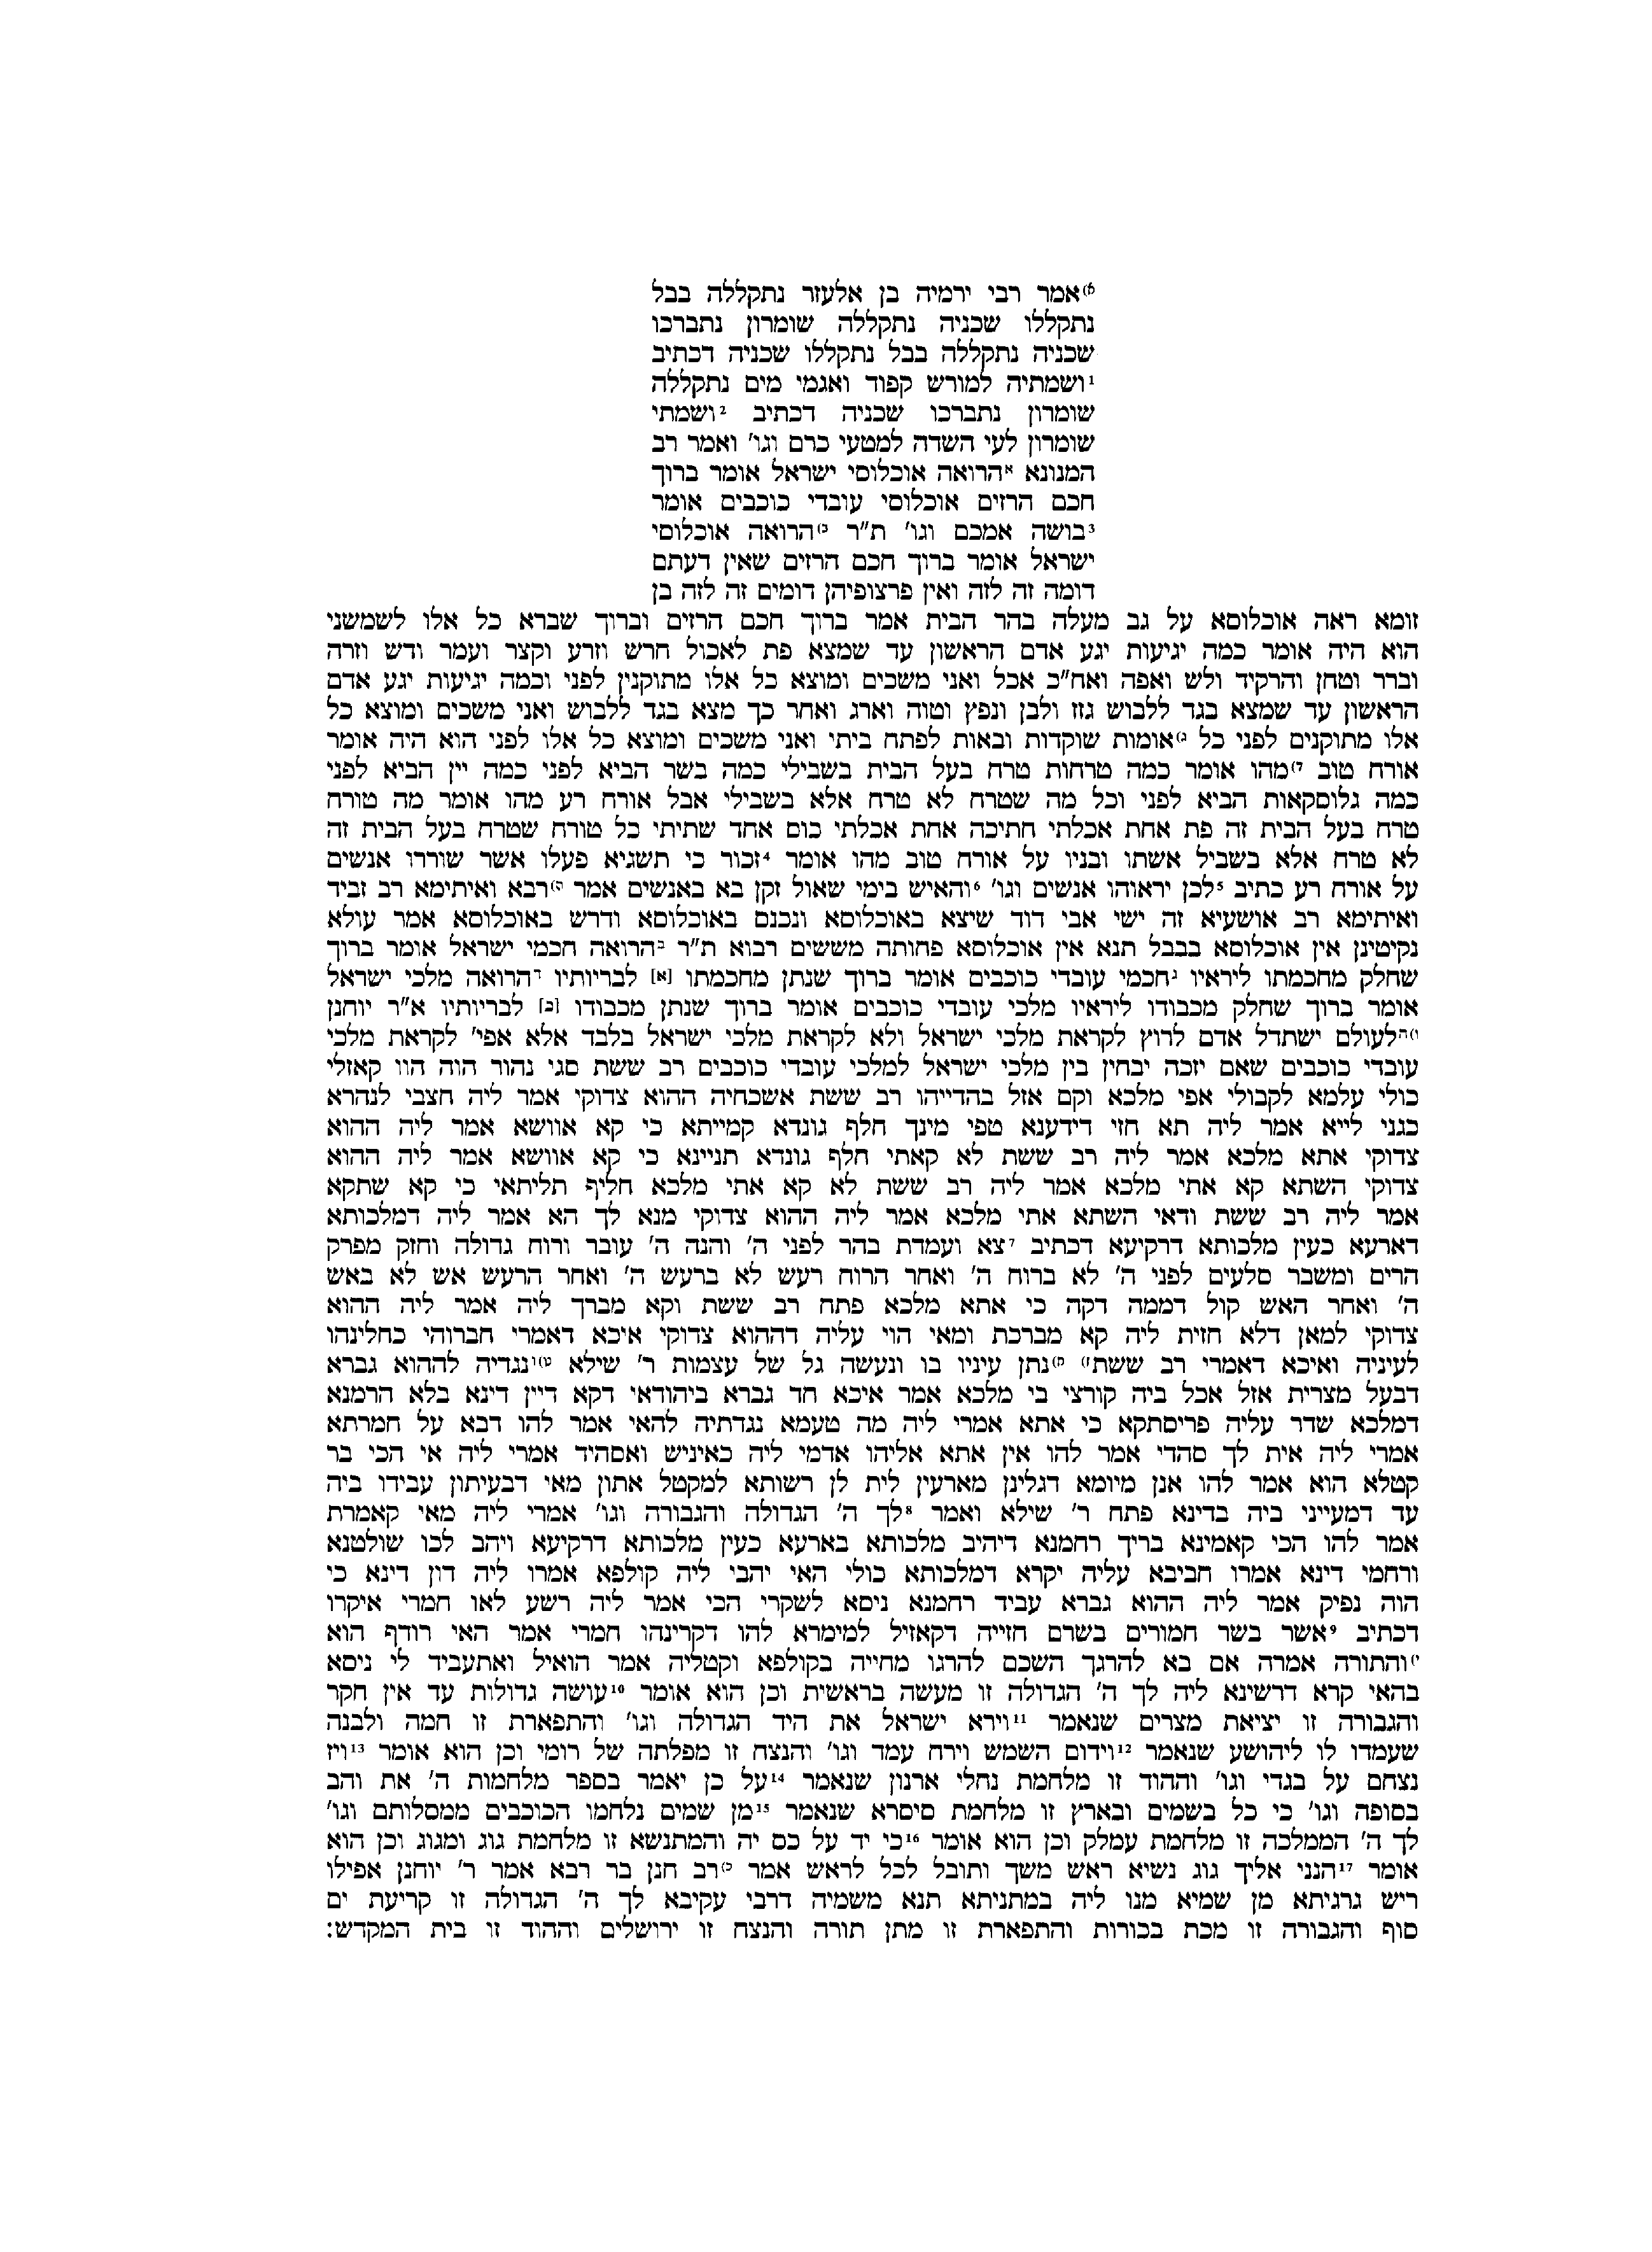 א)אמר רבי ירמיה בן אלעזר נתקללה בבל
נתקללו שכניה נתקללה שומרון נתברכו
שכניה נתקללה בבל נתקללו שכניה דכתיב
1ושמתיה למורש קפוד ואגמי מים נתקללה
שומרון נתברכו שכניה דכתיב 2ושמתי
שומרון לעי השדה למטעי כרם וגו' ואמר רב
המנונא אהרואה אוכלוסי ישראל אומר ברוך
חכם הרזים אוכלוסי עובדי כוכבים אומר
3בושה אמכם וגו' ת"ר ב)הרואה אוכלוסי
ישראל אומר ברוך חכם הרזים שאין דעתם
דומה זה לזה ואין פרצופיהן דומים זה לזה בן
זומא ראה אוכלוסא על גב מעלה בהר הבית אמר ברוך חכם הרזים וברוך שברא כל אלו לשמשני
הוא היה אומר כמה יגיעות יגע אדם הראשון עד שמצא פת לאכול חרש וזרע וקצר ועמר ודש וזרה
וברר וטחן והרקיד ולש ואפה ואח"כ אכל ואני משכים ומוצא כל אלו מתוקנין לפני וכמה יגיעות יגע אדם
הראשון עד שמצא בגד ללבוש גזז ולבן ונפץ וטוה וארג ואחר כך מצא בגד ללבוש ואני משכים ומוצא כל
אלו מתוקנים לפני כל ג)אומות שוקדות ובאות לפתח ביתי ואני משכים ומוצא כל אלו לפני הוא היה אומר
אורח טוב ד)מהו אומר כמה טרחות טרח בעל הבית בשבילי כמה בשר הביא לפני כמה יין הביא לפני
כמה גלוסקאות הביא לפני וכל מה שטרח לא טרח אלא בשבילי אבל אורח רע מהו אומר מה טורח
טרח בעל הבית זה פת אחת אכלתי חתיכה אחת אכלתי כוס אחד שתיתי כל טורח שטרח בעל הבית זה
לא טרח אלא בשביל אשתו ובניו על אורח טוב מהו אומר 4זכור כי תשגיא פעלו אשר שוררו אנשים
על אורח רע כתיב 5לכן יראוהו אנשים וגו' 6והאיש בימי שאול זקן בא באנשים אמר ה)רבא ואיתימא רב זביד
ואיתימא רב אושעיא זה ישי אבי דוד שיצא באוכלוסא ונכנס באוכלוסא ודרש באוכלוסא אמר עולא
נקיטינן אין אוכלוסא בבבל תנא אין אוכלוסא פחותה מששים רבוא ת"ר בהרואה חכמי ישראל אומר ברוך
שחלק מחכמתו ליראיו גחכמי עובדי כוכבים אומר ברוך שנתן מחכמתו [א] לבריותיו דהרואה מלכי ישראל
אומר ברוך שחלק מכבודו ליראיו מלכי עובדי כוכבים אומר ברוך שנתן מכבודו [ב] לבריותיו א"ר יוחנן
ו)הלעולם ישתדל אדם לרוץ לקראת מלכי ישראל ולא לקראת מלכי ישראל בלבד אלא אפי' לקראת מלכי
עובדי כוכבים שאם יזכה יבחין בין מלכי ישראל למלכי עובדי כוכבים רב ששת סגי נהור הוה הוו קאזלי
כולי עלמא לקבולי אפי מלכא וקם אזל בהדייהו רב ששת אשכחיה ההוא צדוקי אמר ליה חצבי לנהרא
כגני לייא אמר ליה תא חזי דידענא טפי מינך חלף גונדא קמייתא כי קא אוושא אמר ליה ההוא
צדוקי אתא מלכא אמר ליה רב ששת לא קאתי חלף גונדא תניינא כי קא אוושא אמר ליה ההוא
צדוקי השתא קא אתי מלכא אמר ליה רב ששת לא קא אתי מלכא חליף תליתאי כי קא שתקא
אמר ליה רב ששת ודאי השתא אתי מלכא אמר ליה ההוא צדוקי מנא לך הא אמר ליה דמלכותא
דארעא כעין מלכותא דרקיעא דכתיב 7צא ועמדת בהר לפני ה' והנה ה' עובר ורוח גדולה וחזק מפרק
הרים ומשבר סלעים לפני ה' לא ברוח ה' ואחר הרוח רעש לא ברעש ה' ואחר הרעש אש לא באש
ה' ואחר האש קול דממה דקה כי אתא מלכא פתח רב ששת וקא מברך ליה אמר ליה ההוא
צדוקי למאן דלא חזית ליה קא מברכת ומאי הוי עליה דההוא צדוקי איכא דאמרי חברוהי כחלינהו
לעיניה ואיכא דאמרי רב ששת ז) ח)נתן עיניו בו ונעשה גל של עצמות ר' שילא ט)ונגדיה לההוא גברא
דבעל מצרית אזל אכל ביה קורצי בי מלכא אמר איכא חד גברא ביהודאי דקא דיין דינא בלא הרמנא
דמלכא שדר עליה פריסתקא כי אתא אמרי ליה מה טעמא נגדתיה להאי אמר להו דבא על חמרתא
אמרי ליה אית לך סהדי אמר להו אין אתא אליהו אדמי ליה כאיניש ואסהיד אמרי ליה אי הכי בר
קטלא הוא אמר להו אנן מיומא דגלינן מארעין לית לן רשותא למקטל אתון מאי דבעיתון עבידו ביה
עד דמעייני ביה בדינא פתח ר' שילא ואמר 8לך ה' הגדולה והגבורה וגו' אמרי ליה מאי קאמרת
אמר להו הכי קאמינא בריך רחמנא דיהיב מלכותא בארעא כעין מלכותא דרקיעא ויהב לכו שולטנא
ורחמי דינא אמרו חביבא עליה יקרא דמלכותא כולי האי יהבי ליה קולפא אמרו ליה דון דינא כי
הוה נפיק אמר ליה ההוא גברא עביד רחמנא ניסא לשקרי הכי אמר ליה רשע לאו חמרי איקרו
דכתיב 9אשר בשר חמורים בשרם חזייה דקאזיל למימרא להו דקרינהו חמרי אמר האי רודף הוא
י)והתורה אמרה אם בא להרגך השכם להרגו מחייה בקולפא וקטליה אמר הואיל ואתעביד לי ניסא
בהאי קרא דרשינא ליה לך ה' הגדולה זו מעשה בראשית וכן הוא אומר 10עושה גדולות עד אין חקר
והגבורה זו יציאת מצרים שנאמר 11וירא ישראל את היד הגדולה וגו' והתפארת זו חמה ולבנה
שעמדו לו ליהושע שנאמר 12וידום השמש וירח עמד וגו' והנצח זו מפלתה של רומי וכן הוא אומר 13ויז
נצחם על בגדי וגו' וההוד זו מלחמת נחלי ארנון שנאמר 14על כן יאמר בספר מלחמות ה' את והב
בסופה וגו' כי כל בשמים ובארץ זו מלחמת סיסרא שנאמר 15מן שמים נלחמו הכוכבים ממסלותם וגו'
לך ה' הממלכה זו מלחמת עמלק וכן הוא אומר 16כי יד על כס יה והמתנשא זו מלחמת גוג ומגוג וכן הוא
אומר 17הנני אליך גוג נשיא ראש משך ותובל לכל לראש אמר כ)רב חנן בר רבא אמר ר' יוחנן אפילו
ריש גרגיתא מן שמיא מנו ליה במתניתא תנא משמיה דרבי עקיבא לך ה' הגדולה זו קריעת ים
סוף והגבורה זו מכת בכורות והתפארת זו מתן תורה והנצח זו ירושלים וההוד זו בית המקדש: